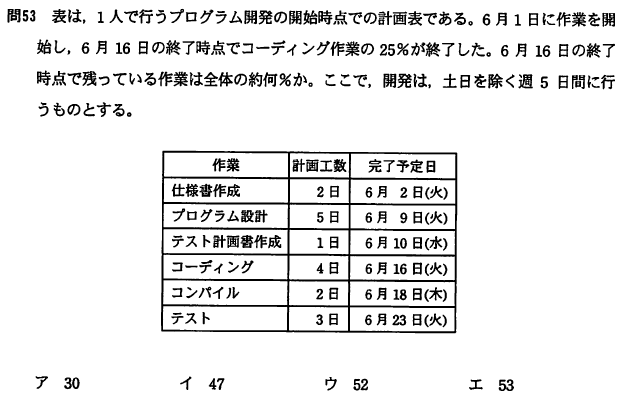 問53 表は，1人で行うプログラム開発の開始時点での計画表である。6月1日に作業を開
始し，6月16日の終了時点でコーディング作業の25％が終了した。6月16日の終了
時点で残っている作業は全体の約何％か。ここで，開発は，土日を除く週5日間に行
うものとする。
作業 計画工数 完了予定日
仕様書作成 2日 6月 2日(火)
プログラム設計 5日 6月 9日(火)
テスト計画書作成 1日 6月10日(水)
コーディング 4日 6月16日(火)
コンパイル 2日 6月18日(木)
テスト 3日 6月23日(火)
ア 30 イ 47 ウ 52 エ 53